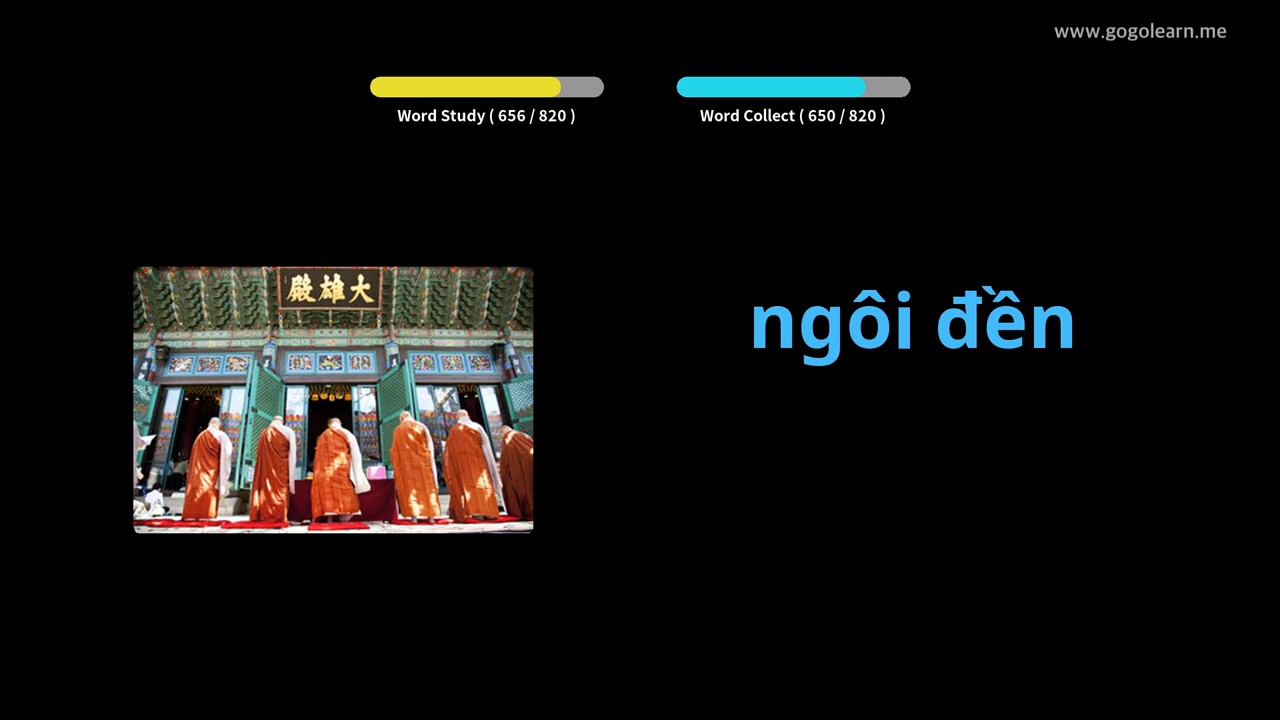 www.gogolearn.me
Word Study ( 656 / 820 )
Word Collect ( 650 / 820 )
殿雄大
ngôi đền